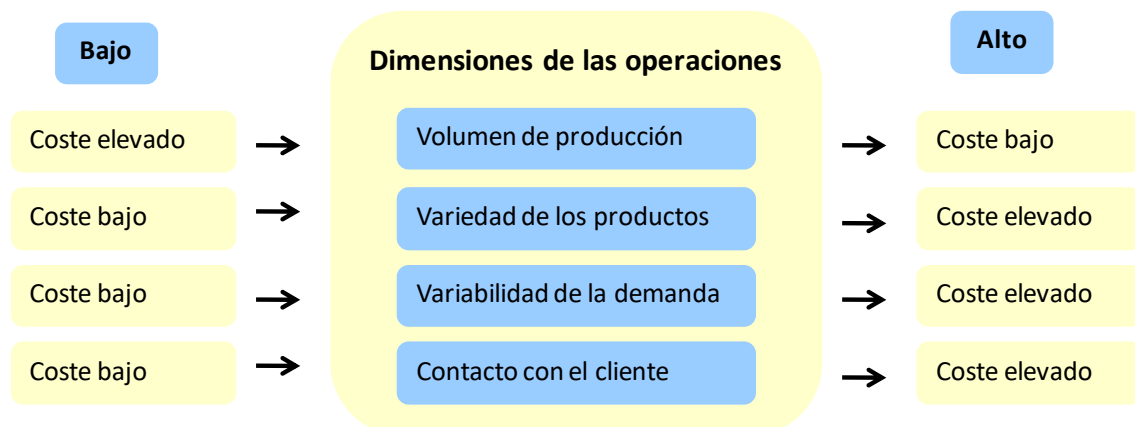 Bajo
Dimensiones de las operaciones
Alto
Coste elevado
Volumen de producción
Coste bajo
Coste bajo
Variedad de los productos
Coste elevado
Coste bajo
Variabilidad de la demanda
Coste elevado
Coste bajo
Contacto con el cliente
Coste elevado